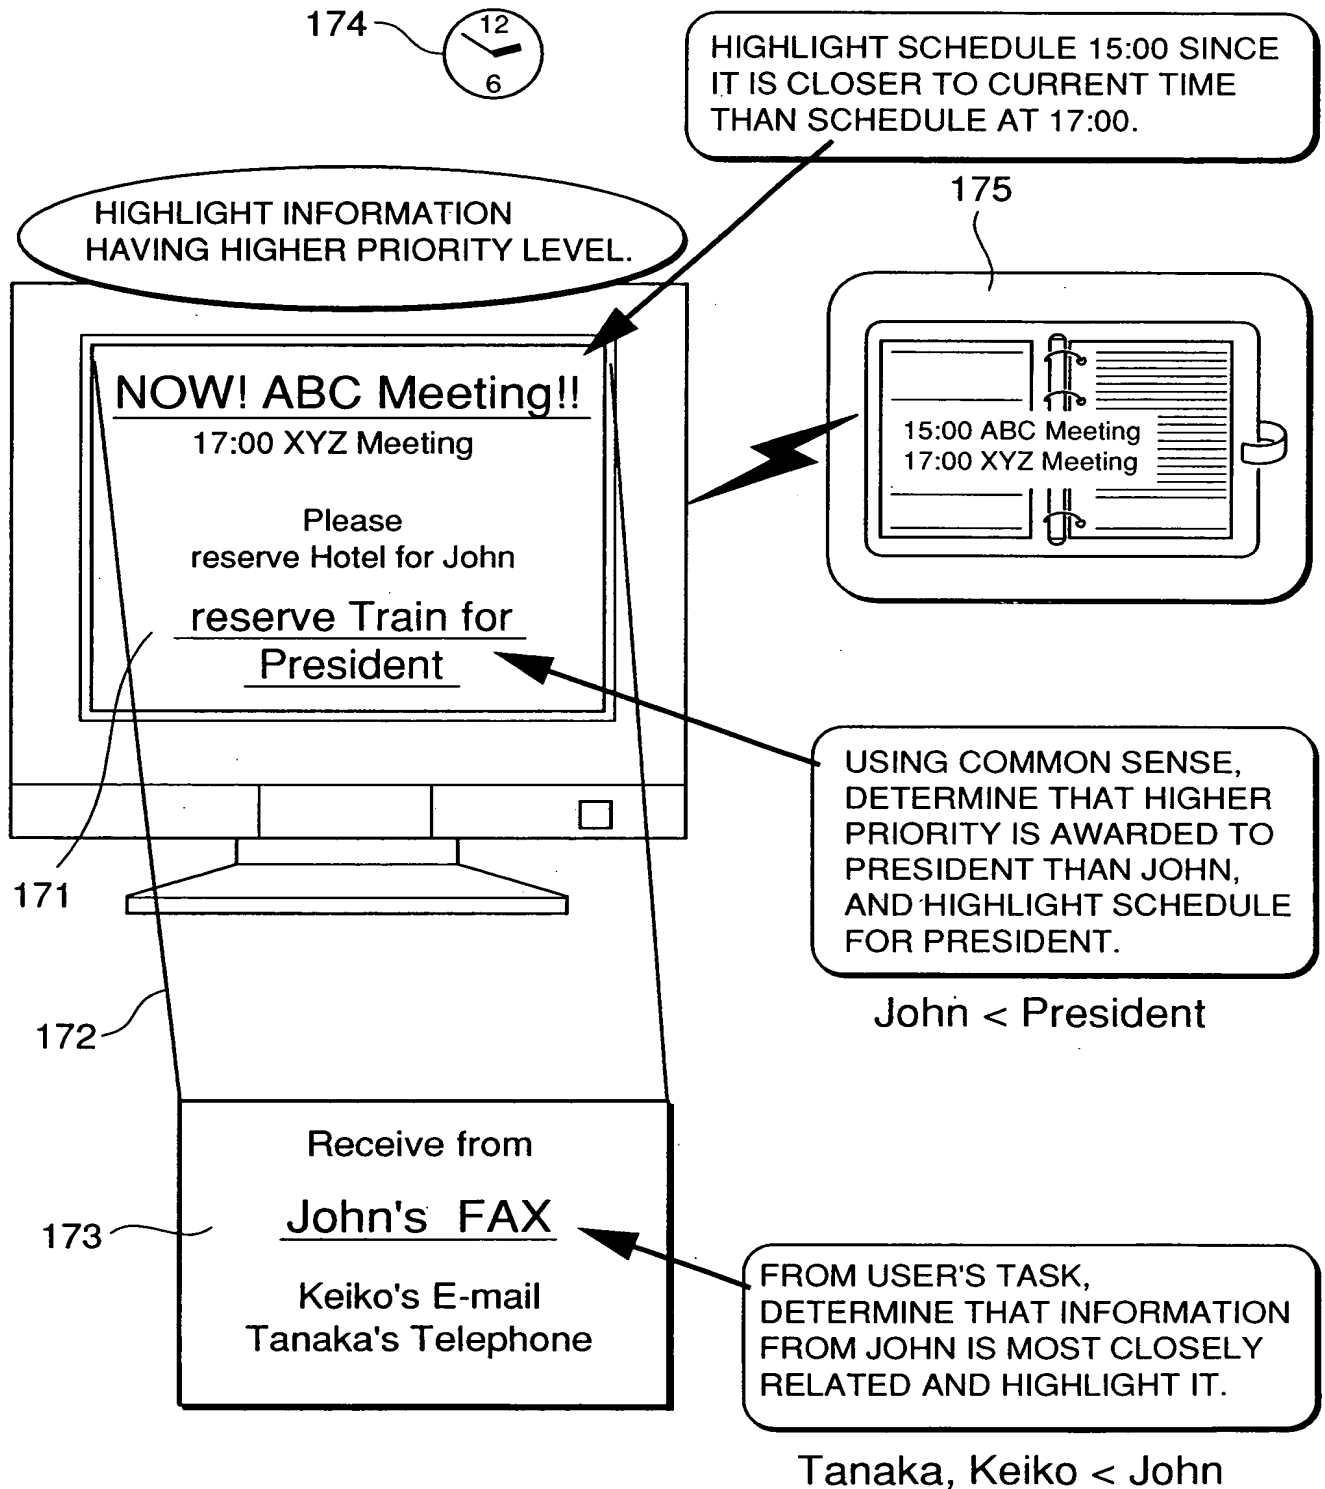 174
12
6
HIGHLIGHT SCHEDULE 15:00 SINCE
IT IS CLOSER TO CURRENT TIME
THAN SCHEDULE AT 17:00.
175
HIGHLIGHT INFORMATION
HAVING HIGHER PRIORITY LEVEL.
NOW! ABC Meeting!!
17:00 XYZ Meeting
Please
reserve Hotel for John
reserve Train for
President
15:00 ABC Meeting
17:00 XYZ Meeting
171
USING COMMON SENSE,
DETERMINE THAT HIGHER
PRIORITY IS AWARDED TO
PRESIDENT THAN JOHN,
AND HIGHLIGHT SCHEDULE
FOR PRESIDENT.
John < President
172
Receive from
John's FAX
Keiko's E-mail
Tanaka's Telephone
173
FROM USER'S TASK,
DETERMINE THAT INFORMATION
FROM JOHN IS MOST CLOSELY
RELATED AND HIGHLIGHT IT.
Tanaka, Keiko < John